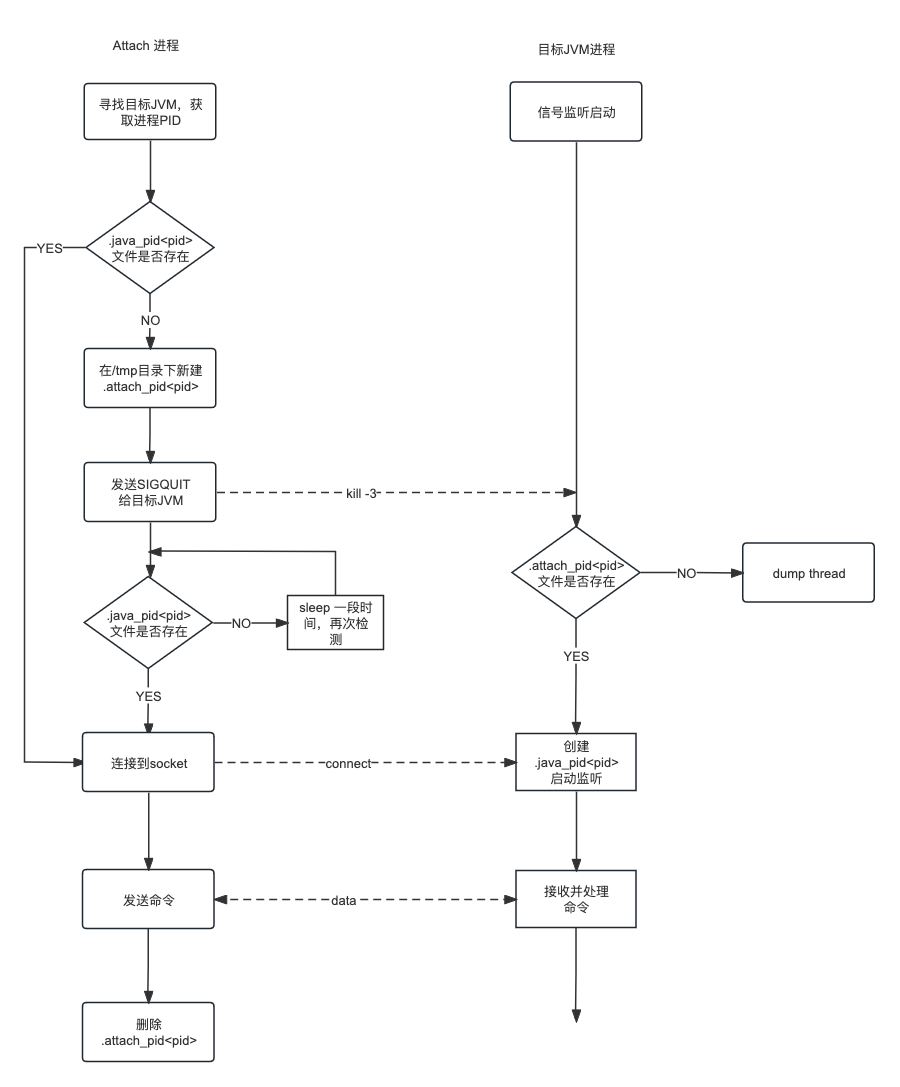 Attach 进程
目标JVM进程
寻找目标JVM，获
取进程PID
信号监听启动
.java_pid<pid>
文件是否存在
YES
NO
在/tmp目录下新建
.attach_pid<pid>
发送SIGQUIT
给目标JVM
kill -3
.attach_pid<pid>
文件是否存在
NO
dump thread
.java_pid<pid>
文件是否存在
NO
sleep 一段时
间，再次检
测
YES
YES
连接到socket
connect
创建
.java_pid<pid>
启动监听
发送命令
data
接收并处理
命令
删除
.attach_pid<pid>